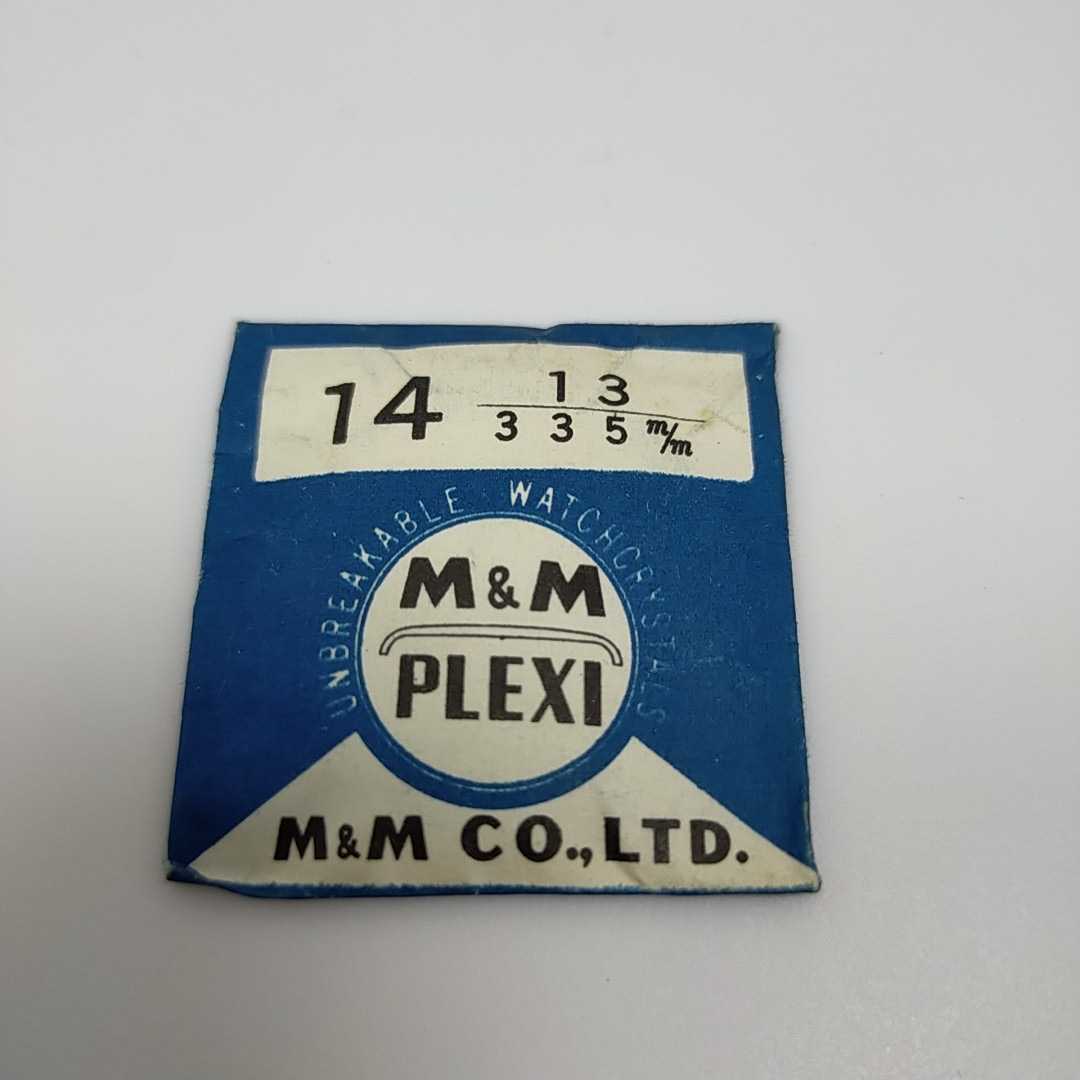 14 13
335 m/m
UNBREAKABLE WATCHCRYSTALS
M&M
PLEXI
M&M CO., LTD.